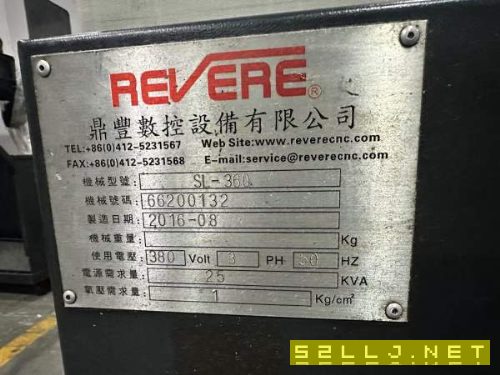 REVERE®
鼎豐數控設備有限公司
TEL:+86(0)412-5231567 Web Site:www.reverecnc.com
FAX:+86(0)412-5231568 E-mail:service@reverecnc.com
機械型號: SL-360
機械號碼: 66200132
製造日期: 2016-08
機械重量: Kg
使用電壓: 380 Volt 3 PH 50 HZ
電源需求量: 25 KVA
氣壓需求量: 1 Kg/cm²
52LLJ.NET